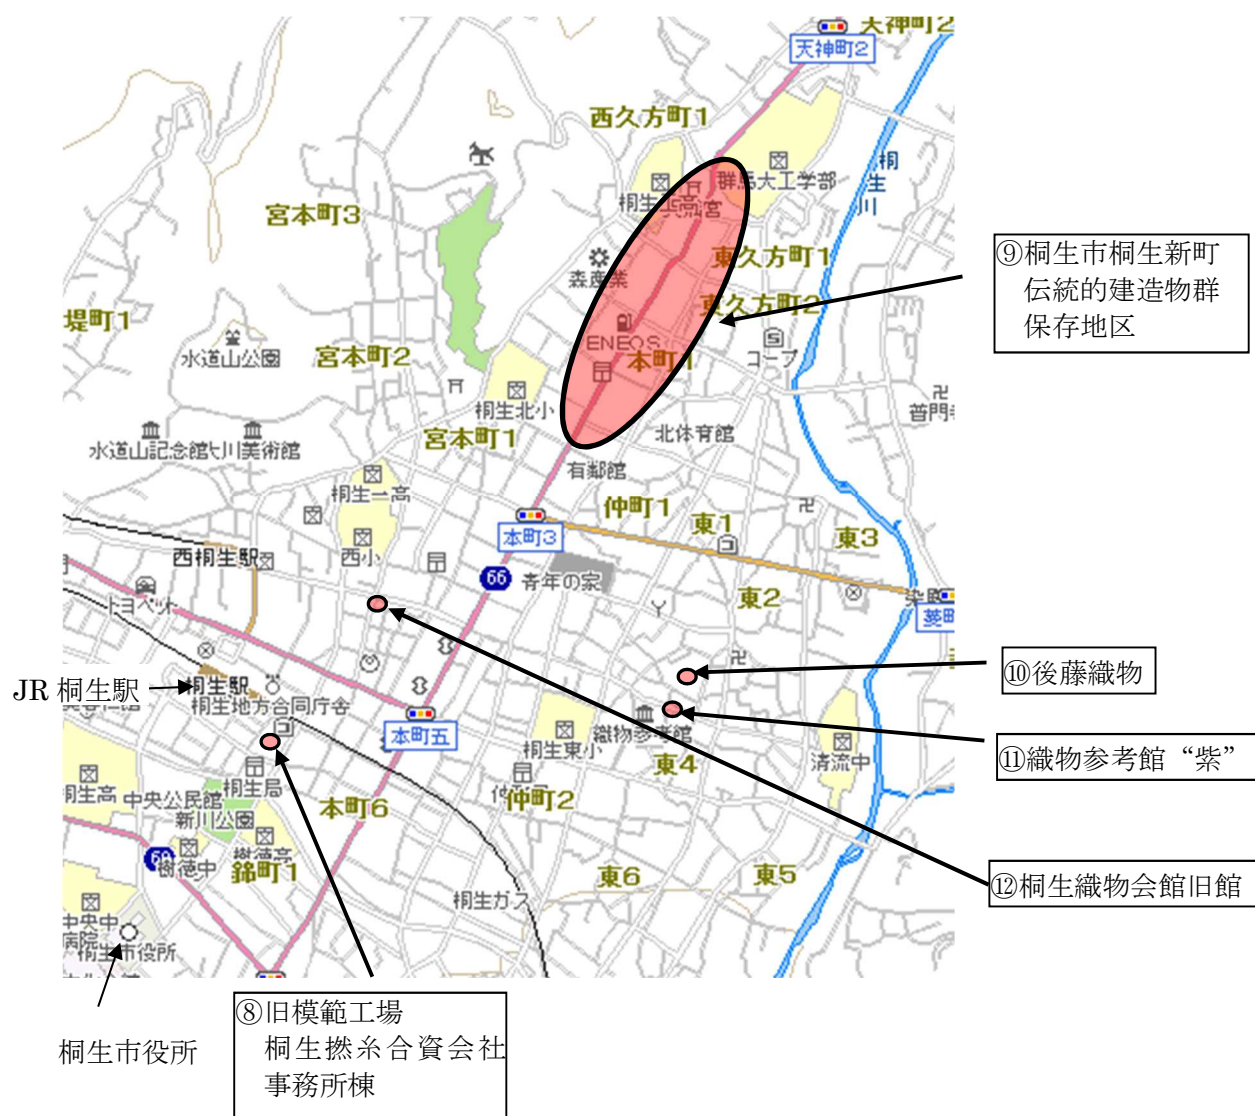 天神町2
天神町2
西久方町1
桐生川
群馬大工学部
宮本町3
東久方町1
⑨桐生市桐生新町
伝統的建造物群
保存地区
森産業
東久方町2
堤町1
ENEOS
コープ
水道山公園
宮本町2
本町1
桐生北小
普門寺
水道山記念館
大川美術館
宮本町1
北体育館
有鄰館
桐生一高
仲町1
東1
本町3
東3
西桐生駅
西小
66
青年の家
東2
トヨペット
⑩後藤織物
JR 桐生駅
桐生駅
桐生地方合同庁舎
本町五
桐生東小
織物参考館
⑪織物参考館“紫”
東4
清流中
桐生高
中央公民館
桐生局
新川公園
本町6
仲町2
樹徳中
樹徳高
錦町1
東6
東5
⑫桐生織物会館旧館
桐生ガス
中央中
病院
桐生市役所
桐生市役所
⑧旧模範工場
桐生撚糸合資会社
事務所棟